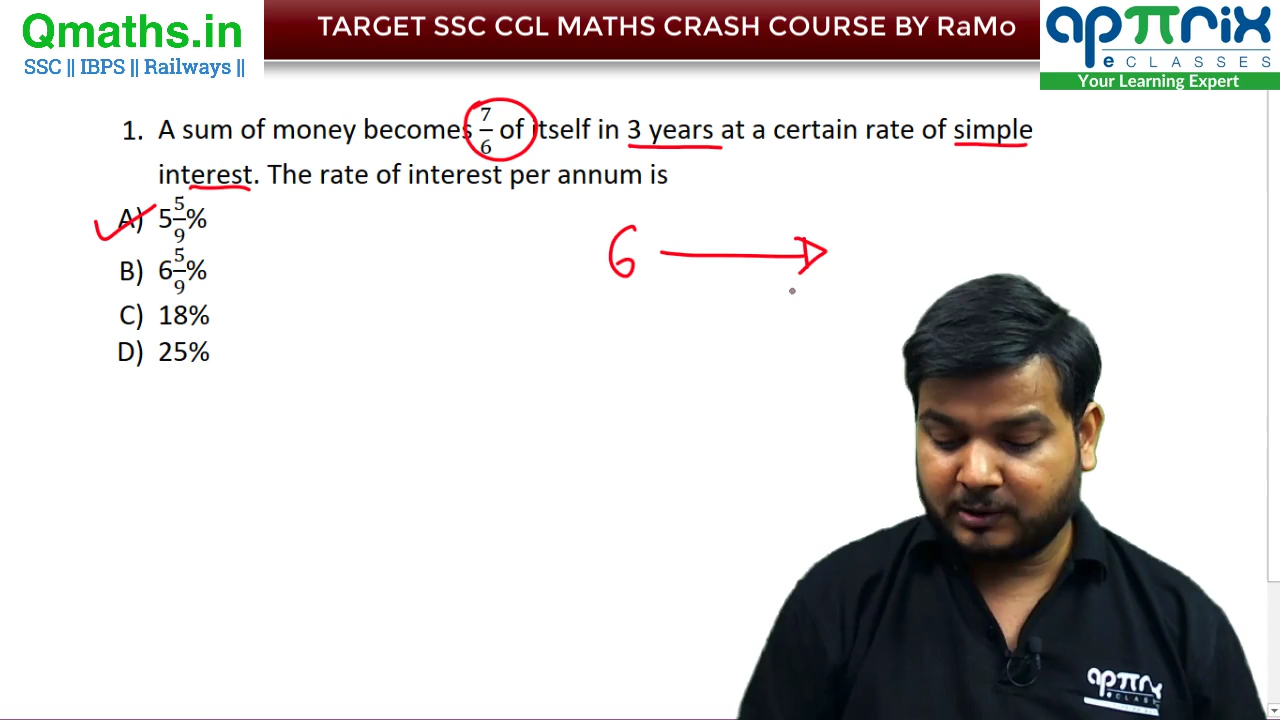 Qmaths.in
SSC || IBPS || Railways ||
TARGET SSC CGL MATHS CRASH COURSE BY RaMo
apπrix
e CLASSES
Your Learning Expert
1. A sum of money becomes 7/6 of itself in 3 years at a certain rate of simple
interest. The rate of interest per annum is
A) 5 5/9%
B) 6 5/9%
C) 18%
D) 25%
6
apπrix
e CLASSES